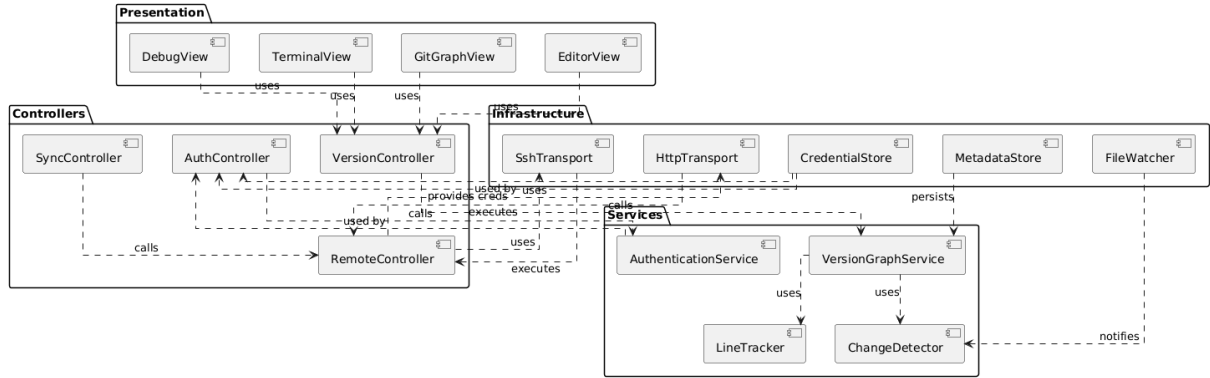 Presentation
DebugView
TerminalView
GitGraphView
EditorView
uses
uses
uses
uses
Controllers
Infrastructure
SyncController
AuthController
VersionController
SshTransport
HttpTransport
CredentialStore
MetadataStore
FileWatcher
used by
uses
provides creds
persists
calls
calls
executes
used by
Services
calls
uses
executes
RemoteController
AuthenticationService
VersionGraphService
uses
uses
notifies
LineTracker
ChangeDetector